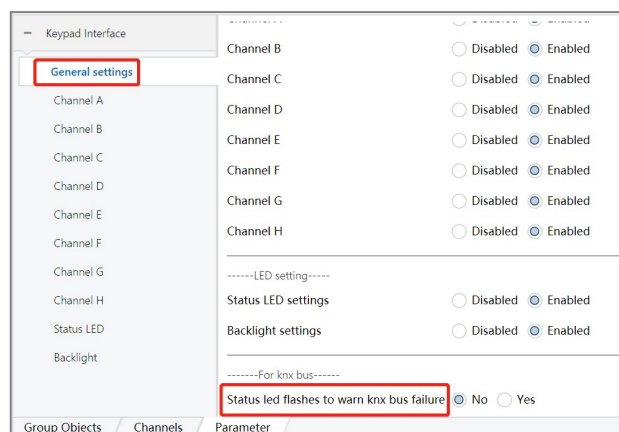 Keypad Interface
General settings
Channel A
Channel B
Channel C
Channel D
Channel E
Channel F
Channel G
Channel H
Status LED
Backlight
Enabled
Channel B Disabled Enabled
Channel C Disabled Enabled
Channel D Disabled Enabled
Channel E Disabled Enabled
Channel F Disabled Enabled
Channel G Disabled Enabled
Channel H Disabled Enabled
------LED setting-----
Status LED settings Disabled Enabled
Backlight settings Disabled Enabled
-------For knx bus------
Status led flashes to warn knx bus failure No Yes
Group Objects / Channels / Parameter